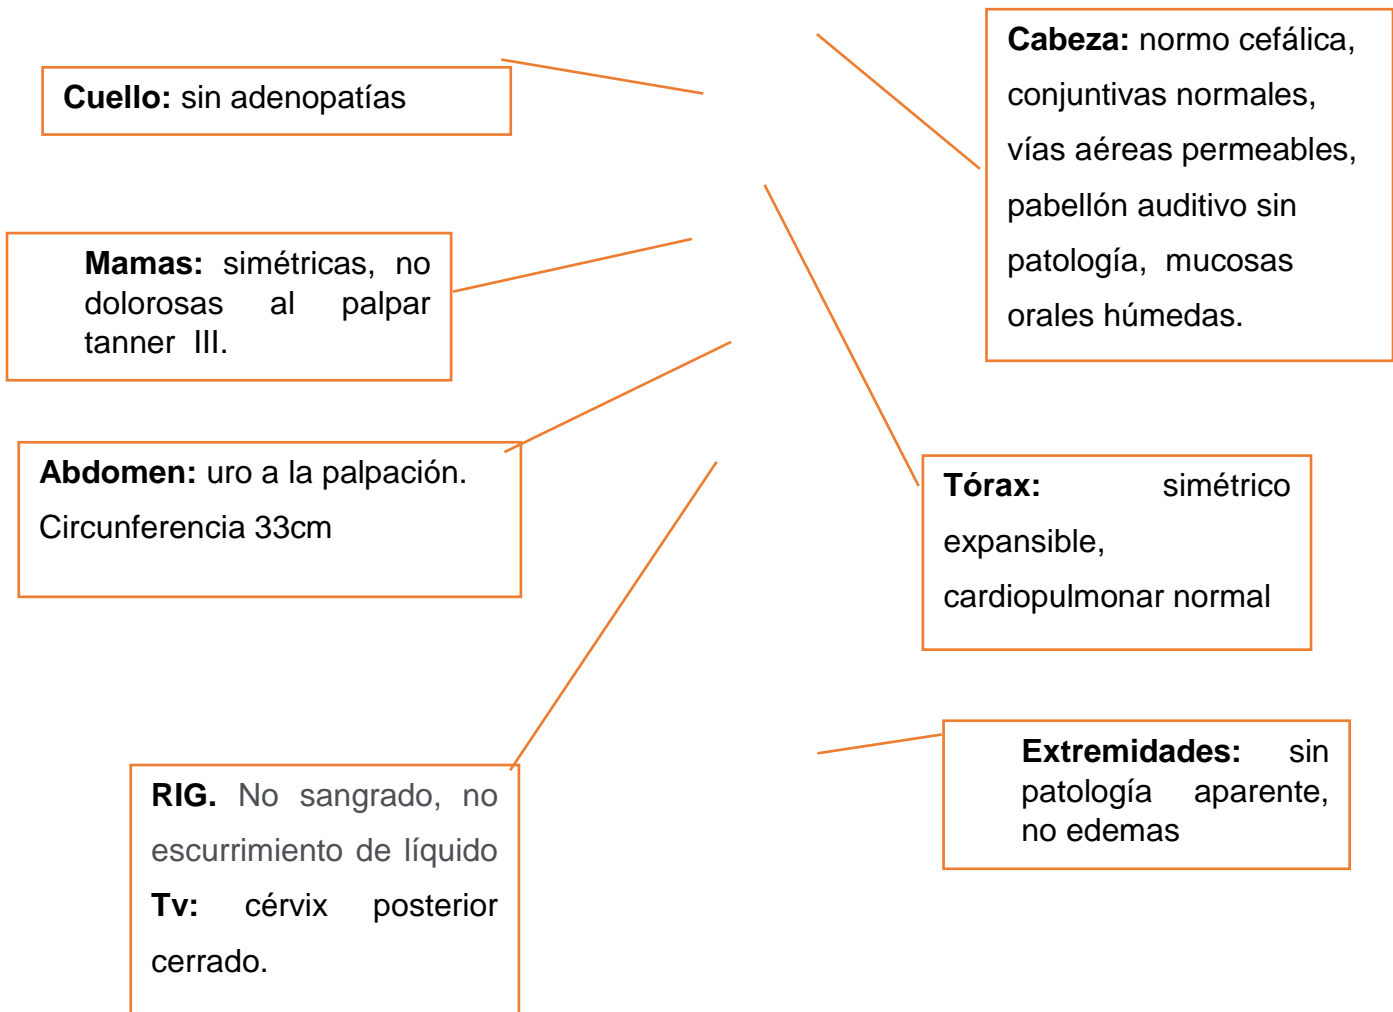 Cuello: sin adenopatías
Cabeza: normo cefálica,
conjuntivas normales,
vías aéreas permeables,
pabellón auditivo sin
patología, mucosas
orales húmedas.
Mamas: simétricas, no
dolorosas al palpar
tanner III.
Abdomen: uro a la palpación.
Circunferencia 33cm
Tórax: simétrico
expansible,
cardiopulmonar normal
RIG. No sangrado, no
escurrimiento de líquido
Tv: cérvix posterior
cerrado.
Extremidades: sin
patología aparente,
no edemas